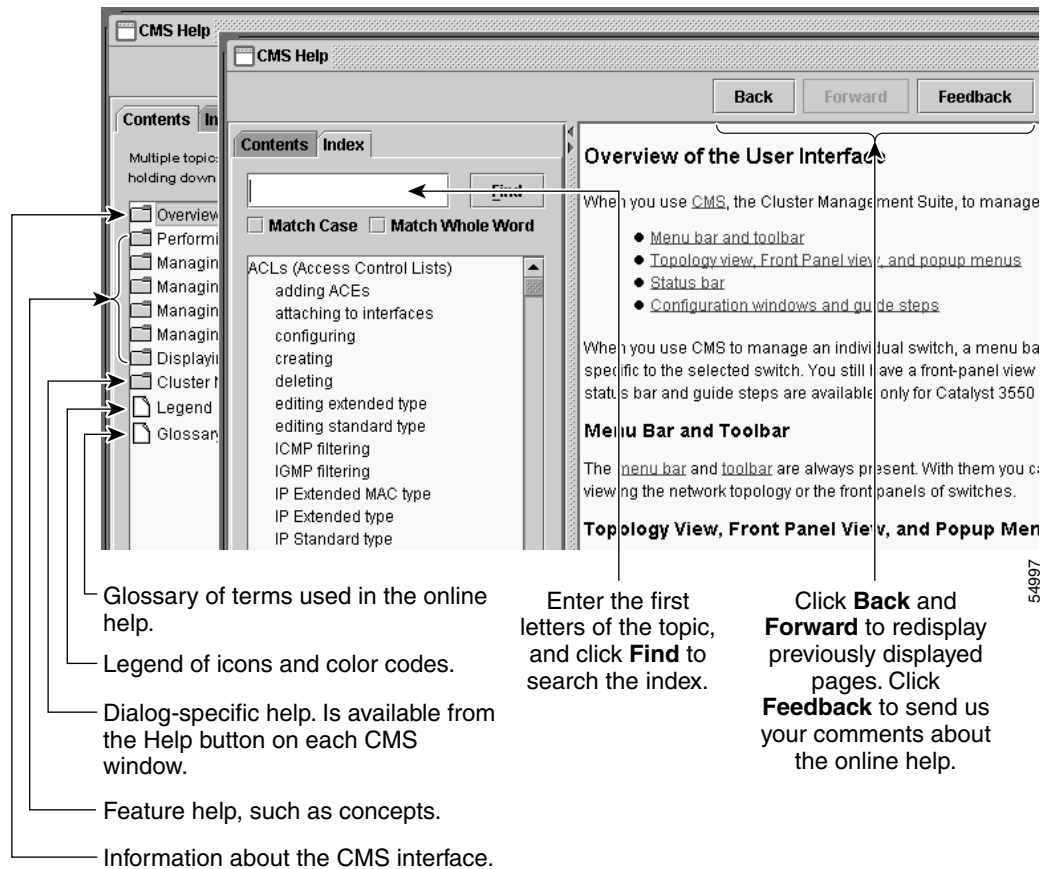 CMS Help
CMS Help
Back Forward Feedback
Contents
Multiple topic
holding down
Overview
Performi
Managin
Managin
Managin
Managin
Displayi
Cluster
Legend
Glossary
Contents Index
Find
Match Case Match Whole Word
ACLs (Access Control Lists)
adding ACEs
attaching to interfaces
configuring
creating
deleting
editing extended type
editing standard type
ICMP filtering
IGMP filtering
IP Extended MAC type
IP Extended type
IP Standard type
Overview of the User Interface
When you use CMS, the Cluster Management Suite, to manage
Menu bar and toolbar
Topology view, Front Panel view, and popup menus
Status bar
Configuration windows and guide steps
When you use CMS to manage an individual switch, a menu ba
specific to the selected switch. You still have a front-panel view
status bar and guide steps are available only for Catalyst 3550
Menu Bar and Toolbar
The menu bar and toolbar are always present. With them you c
viewing the network topology or the front panels of switches.
Topology View, Front Panel View, and Popup Men
54997
Glossary of terms used in the online
help.
Legend of icons and color codes.
Dialog-specific help. Is available from
the Help button on each CMS
window.
Feature help, such as concepts.
Information about the CMS interface.
Enter the first
letters of the topic,
and click Find to
search the index.
Click Back and
Forward to redisplay
previously displayed
pages. Click
Feedback to send us
your comments about
the online help.